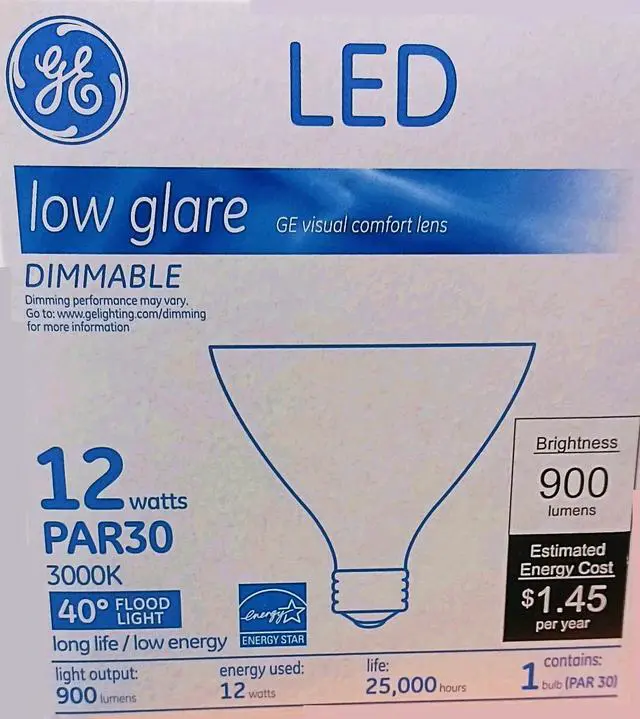 GE
LED
low glare GE visual comfort lens
DIMMABLE
Dimming performance may vary.
Go to: www.gelighting.com/dimming
for more information
12 watts
PAR30
3000K
40° FLOOD
LIGHT
long life / low energy
energy
ENERGY STAR
Brightness
900
lumens
Estimated
Energy Cost
$1.45
per year
light output:
900 lumens
energy used:
12 watts
life:
25,000 hours
contains:
1 bulb (PAR 30)